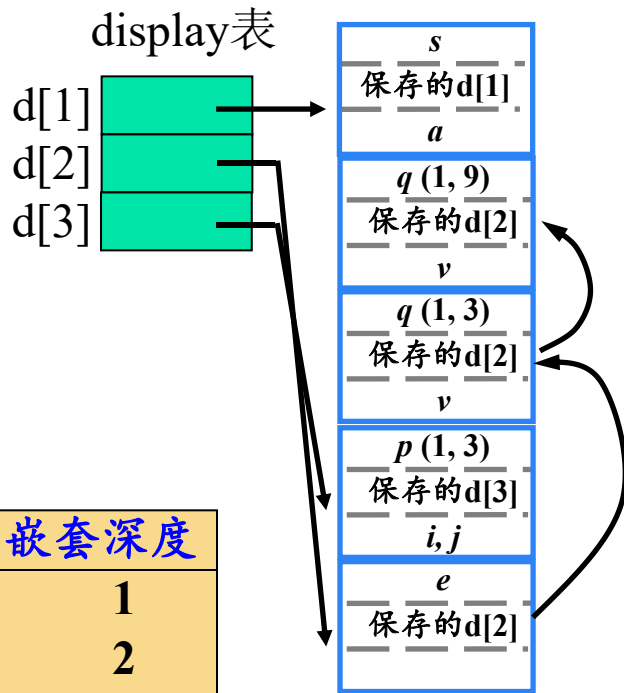 display表
d[1]
d[2]
d[3]
s
保存的d[1]
a
q (1, 9)
保存的d[2]
v
q (1, 3)
保存的d[2]
v
p (1, 3)
保存的d[3]
i, j
e
保存的d[2]
嵌套深度
1
2